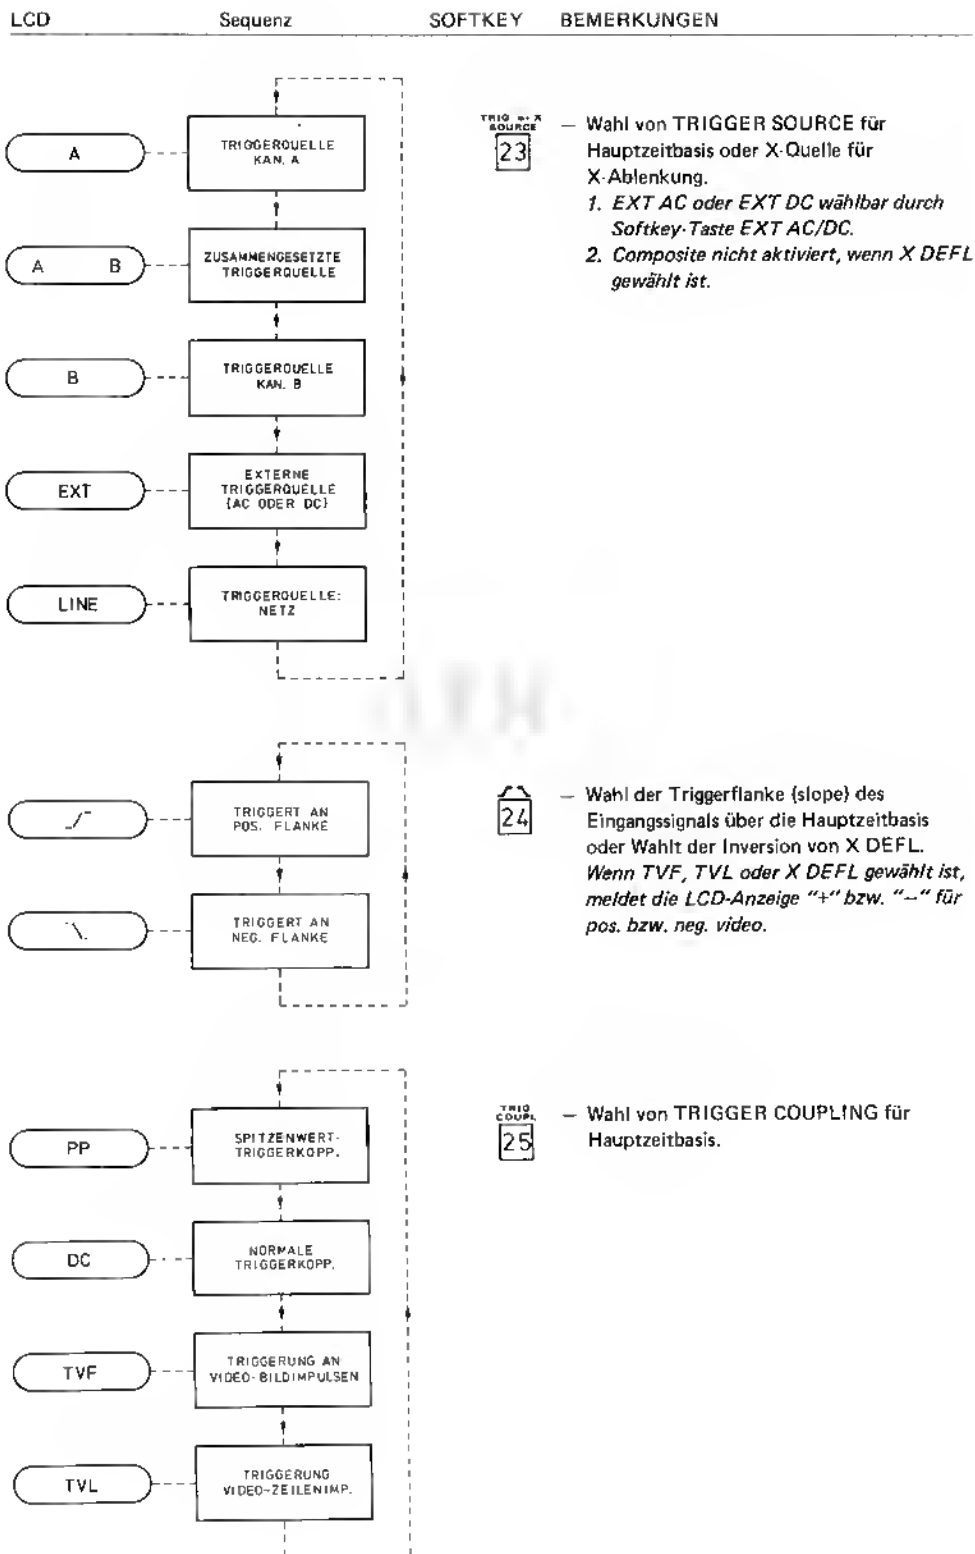 LCD Sequenz SOFTKEY BEMERKUNGEN
A
TRIGGERQUELLE
KAN. A
TRIG or X
SOURCE
23
— Wahl von TRIGGER SOURCE für
Hauptzeitbasis oder X-Quelle für
X-Ablenkung.
1. EXT AC oder EXT DC wählbar durch
Softkey-Taste EXT AC/DC.
2. Composite nicht aktiviert, wenn X DEFL
gewählt ist.
A B
ZUSAMMENGESETZTE
TRIGGERQUELLE
B
TRIGGERQUELLE
KAN. B
EXT
EXTERNE
TRIGGERQUELLE
(AC ODER DC)
LINE
TRIGGERQUELLE:
NETZ
TRIGGERT AN
POS. FLANKE
24
— Wahl der Triggerflanke (slope) des
Eingangssignals über die Hauptzeitbasis
oder Wahlt der Inversion von X DEFL.
Wenn TVF, TVL oder X DEFL gewählt ist,
meldet die LCD-Anzeige "+" bzw. "—" für
pos. bzw. neg. video.
TRIGGERT AN
NEG. FLANKE
PP
SPITZENWERT-
TRIGGERKOPP.
TRIG
COUPL
25
— Wahl von TRIGGER COUPLING für
Hauptzeitbasis.
DC
NORMALE
TRIGGERKOPP.
TVF
TRIGGERUNG AN
VIDEO-BILDIMPULSEN
TVL
TRIGGERUNG
VIDEO-ZEILENIMP.